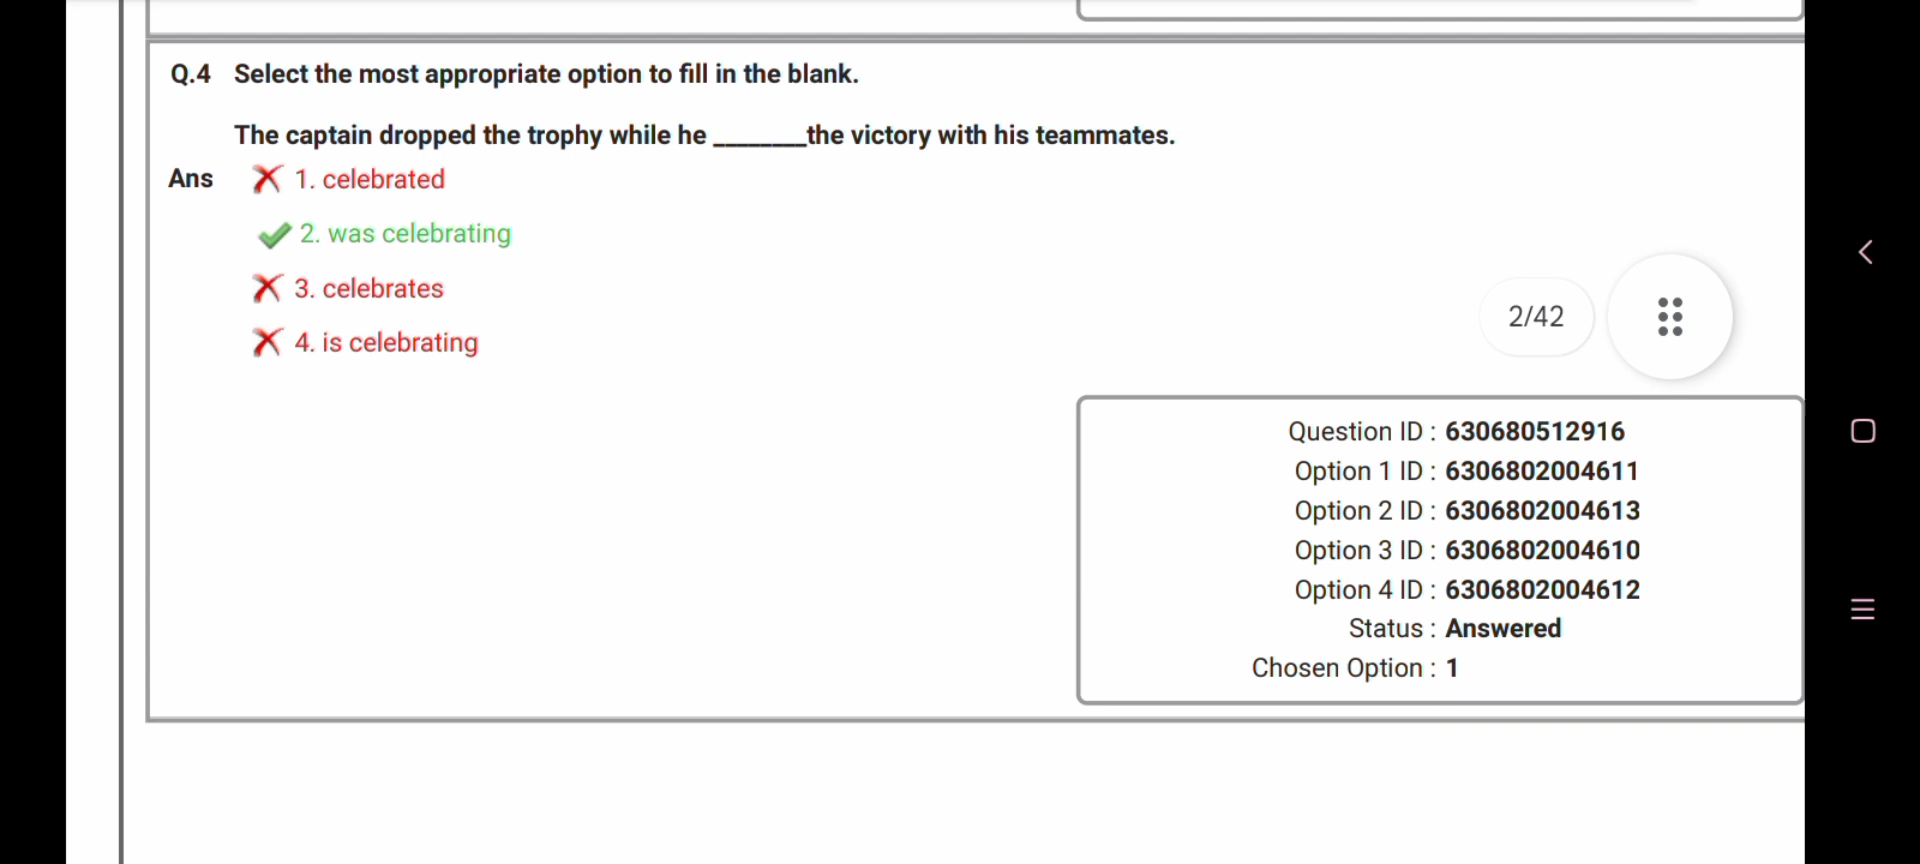 Q.4 Select the most appropriate option to fill in the blank.
The captain dropped the trophy while he _______the victory with his teammates.
Ans 1. celebrated
2. was celebrating
3. celebrates
4. is celebrating
2/42
Question ID : 630680512916
Option 1 ID : 6306802004611
Option 2 ID : 6306802004613
Option 3 ID : 6306802004610
Option 4 ID : 6306802004612
Status : Answered
Chosen Option : 1